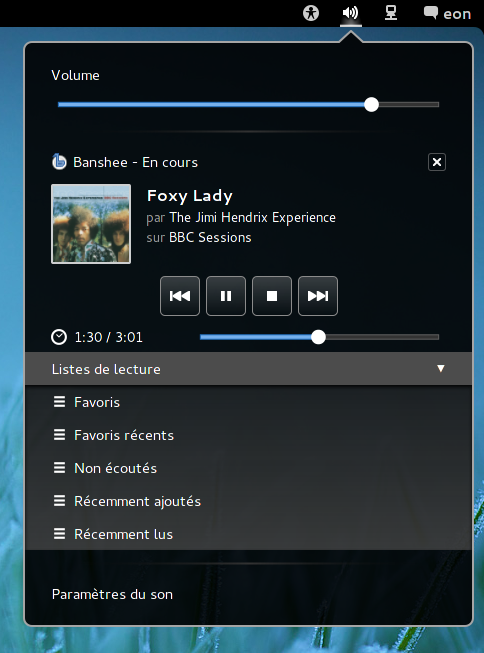 eon
Volume
Banshee - En cours
Foxy Lady
par The Jimi Hendrix Experience
sur BBC Sessions
1:30 / 3:01
Listes de lecture
Favoris
Favoris récents
Non écoutés
Récemment ajoutés
Récemment lus
Paramètres du son